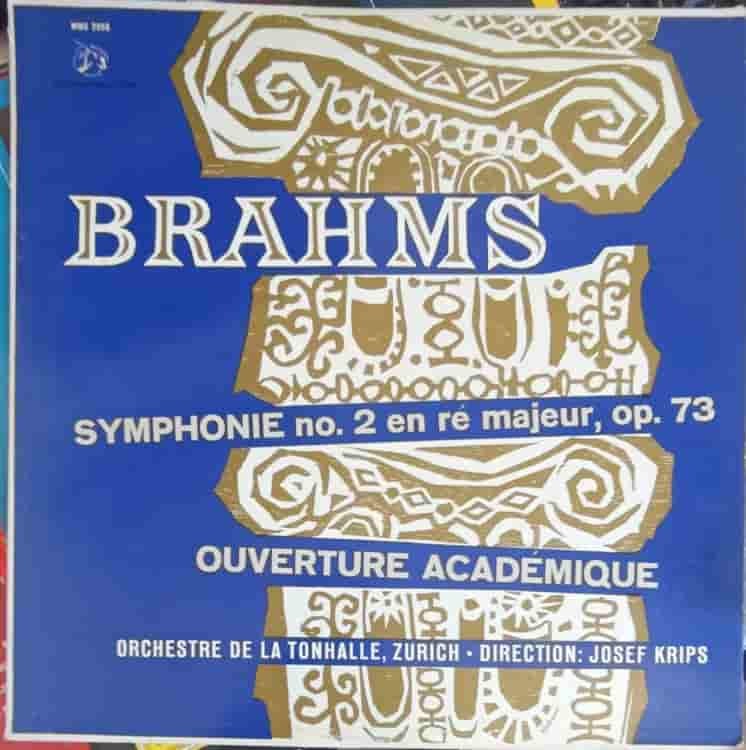 BRAHMS
SYMPHONIE no. 2 en ré majeur, op. 73
OUVERTURE ACADÉMIQUE
ORCHESTRE DE LA TONHALLE, ZURICH • DIRECTION: JOSEF KRIPS